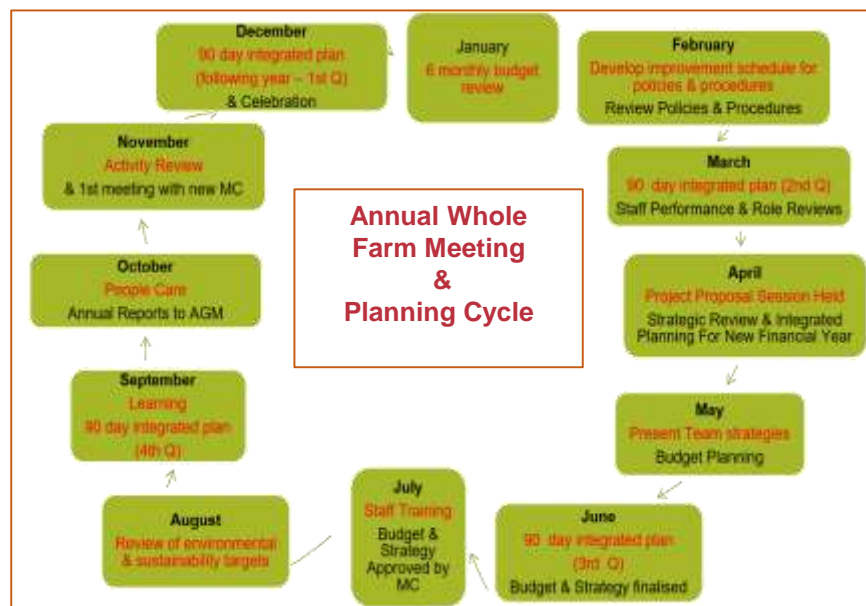 December
90 day integrated plan
(following year – 1st Q)
& Celebration
January
6 monthly budget
review
February
Develop improvement schedule for
policies & procedures
Review Policies & Procedures
March
90 day integrated plan (2nd Q)
Staff Performance & Role Reviews
April
Project Proposal Session Held
Strategic Review & Integrated
Planning For New Financial Year
May
Present Team strategies
Budget Planning
June
90 day integrated plan
(3rd Q)
Budget & Strategy finalised
July
Staff Training
Budget &
Strategy
Approved by
MC
August
Review of environmental
& sustainability targets
September
Learning
90 day integrated plan
(4th Q)
October
People Care
Annual Reports to AGM
November
Activity Review
& 1st meeting with new MC
Annual Whole
Farm Meeting
&
Planning Cycle